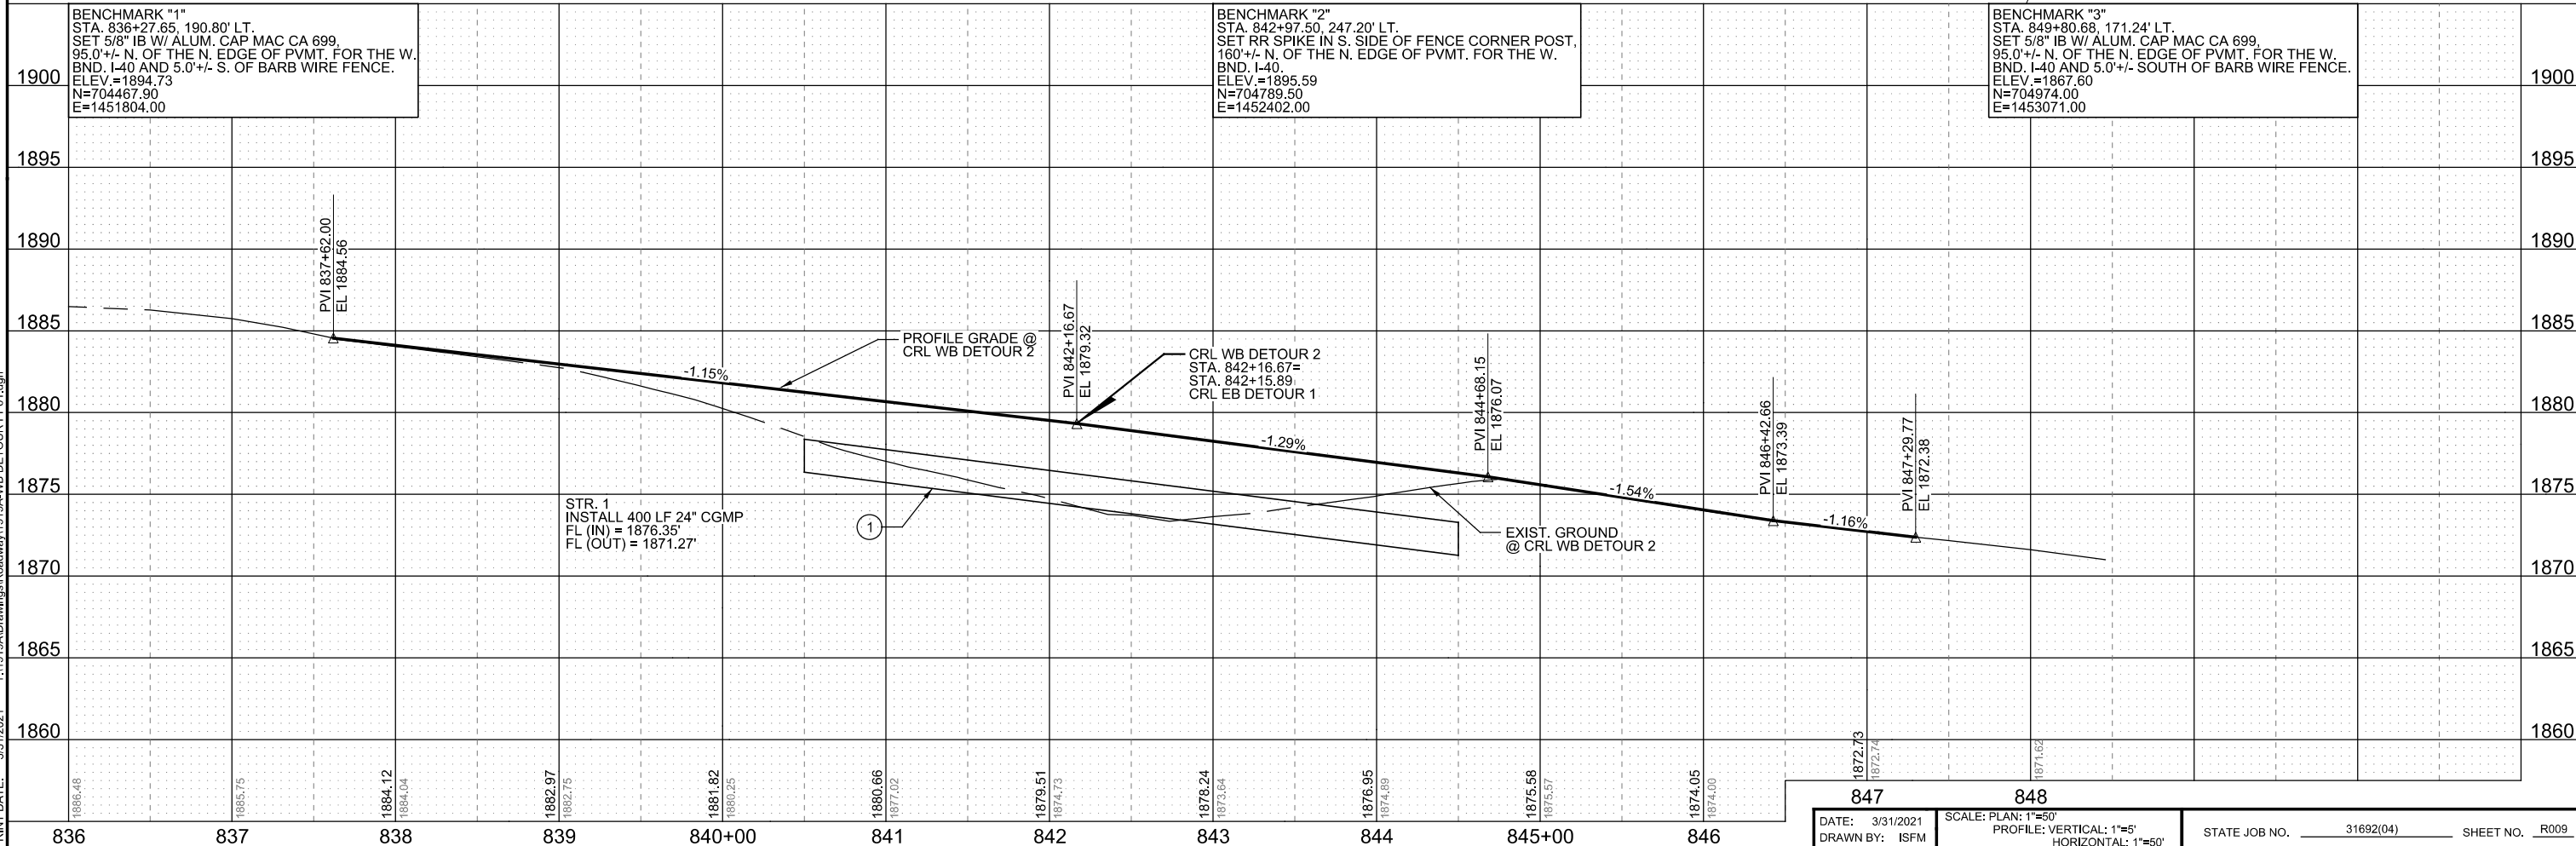 BENCHMARK "1"
STA. 836+27.65, 190.80' LT.
SET 5/8" IB W/ ALUM. CAP MAC CA 699,
95.0'+/- N. OF THE N. EDGE OF PVMT. FOR THE W.
BND. I-40 AND 5.0'+/- S. OF BARB WIRE FENCE.
ELEV.=1894.73
N=704467.90
E=1451804.00
BENCHMARK "2"
STA. 842+97.50, 247.20' LT.
SET RR SPIKE IN S. SIDE OF FENCE CORNER POST,
160'+/- N. OF THE N. EDGE OF PVMT. FOR THE W.
BND. I-40.
ELEV.=1895.59
N=704789.50
E=1452402.00
BENCHMARK "3"
STA. 849+80.68, 171.24' LT.
SET 5/8" IB W/ ALUM. CAP MAC CA 699,
95.0'+/- N. OF THE N. EDGE OF PVMT. FOR THE W.
BND. I-40 AND 5.0'+/- SOUTH OF BARB WIRE FENCE.
ELEV.=1867.60
N=704974.00
E=1453071.00
1900 1900
1895 1895
1890 1890
1885 1885
1880 1880
1875 1875
1870 1870
1865 1865
1860 1860
PVI 837+62.00
EL 1884.56
-1.15%
PROFILE GRADE @
CRL WB DETOUR 2
PVI 842+16.67
EL 1879.32
CRL WB DETOUR 2
STA. 842+16.67=
STA. 842+15.89
CRL EB DETOUR 1
-1.29%
PVI 844+68.15
EL 1876.07
-1.54%
PVI 846+42.66
EL 1873.39
-1.16%
PVI 847+29.77
EL 1872.38
STR. 1
INSTALL 400 LF 24" CGMP
FL (IN) = 1876.35'
FL (OUT) = 1871.27'
1
EXIST. GROUND
@ CRL WB DETOUR 2
1886.48
1885.75
1884.12
1884.04
1882.97
1882.75
1881.82
1880.25
1880.66
1877.02
1879.51
1874.73
1878.24
1873.64
1876.95
1874.89
1875.58
1875.57
1874.05
1874.00
1872.73
1872.74
1871.62
836 837 838 839 840+00 841 842 843 844 845+00 846 847 848
DATE: 3/31/2021
DRAWN BY: ISFM
SCALE: PLAN: 1"=50'
PROFILE: VERTICAL: 1"=5'
HORIZONTAL: 1"=50'
STATE JOB NO. 31692(04) SHEET NO. R009